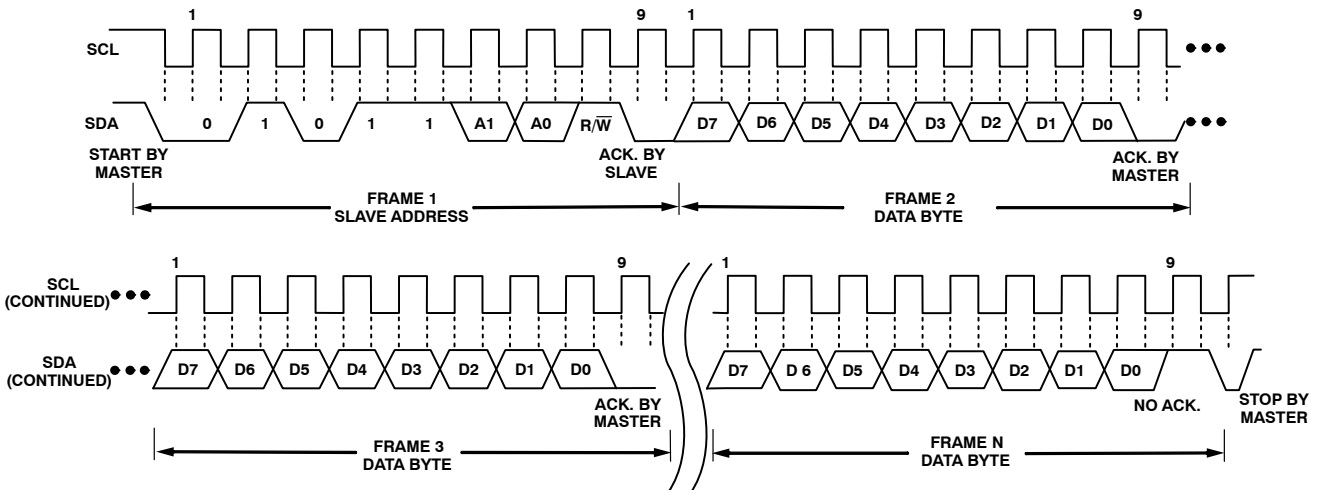 1 9 1 9
SCL
SDA 0 1 0 1 1 A1 A0 R/W̅ D7 D6 D5 D4 D3 D2 D1 D0
START BY
MASTER
ACK. BY
SLAVE
ACK. BY
MASTER
FRAME 1
SLAVE ADDRESS
FRAME 2
DATA BYTE
1 9 1 9
SCL
(CONTINUED)
SDA
(CONTINUED)
D7 D6 D5 D4 D3 D2 D1 D0 D7 D 6 D5 D4 D3 D2 D1 D0
ACK. BY
MASTER
NO ACK.
STOP BY
MASTER
FRAME 3
DATA BYTE
FRAME N
DATA BYTE